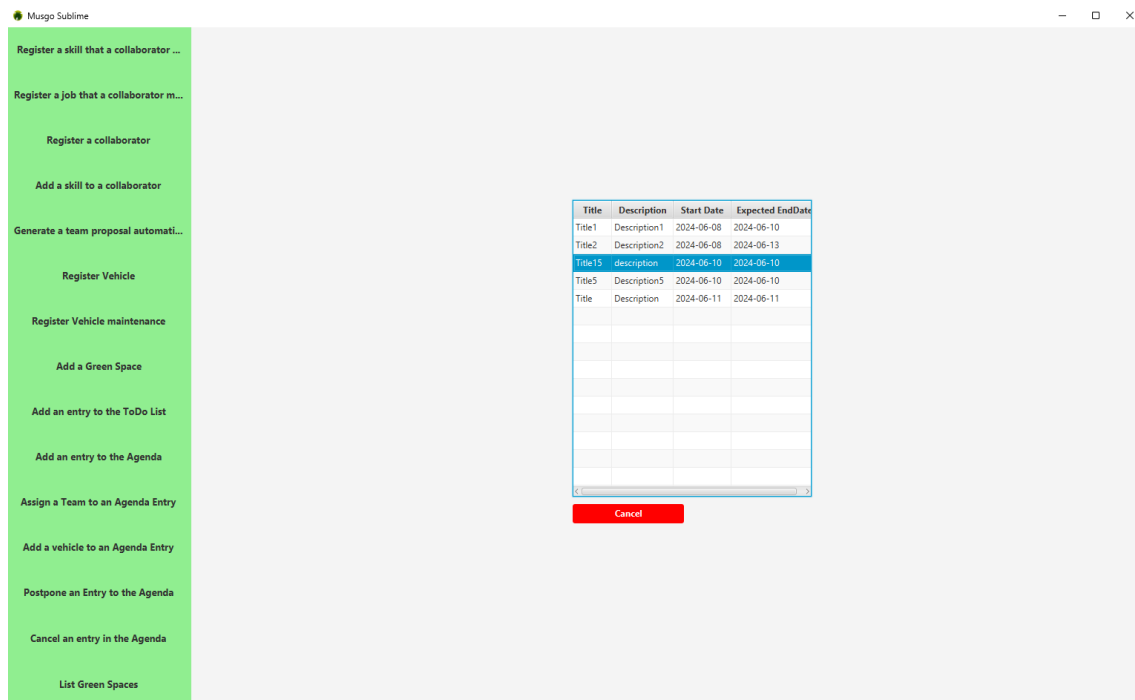 Musgo Sublime
Register a skill that a collaborator ...
Register a job that a collaborator m...
Register a collaborator
Add a skill to a collaborator
Generate a team proposal automati...
Register Vehicle
Register Vehicle maintenance
Add a Green Space
Add an entry to the ToDo List
Add an entry to the Agenda
Assign a Team to an Agenda Entry
Add a vehicle to an Agenda Entry
Postpone an Entry to the Agenda
Cancel an entry in the Agenda
List Green Spaces
Title Description Start Date Expected EndDate
Title1 Description1 2024-06-08 2024-06-10
Title2 Description2 2024-06-08 2024-06-13
Title15 description 2024-06-10 2024-06-10
Title5 Description5 2024-06-10 2024-06-10
Title Description 2024-06-11 2024-06-11
Cancel